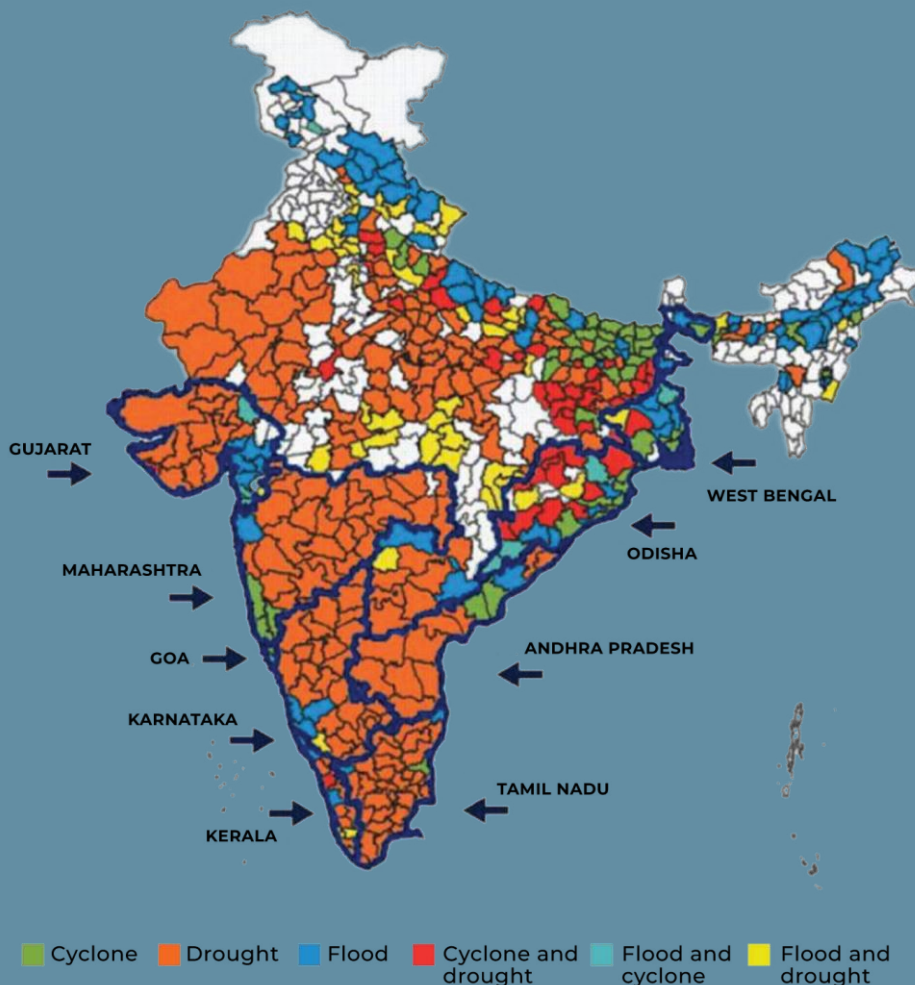 GUJARAT
WEST BENGAL
ODISHA
MAHARASHTRA
ANDHRA PRADESH
GOA
KARNATAKA
TAMIL NADU
KERALA
Cyclone
Drought
Flood
Cyclone and
drought
Flood and
cyclone
Flood and
drought